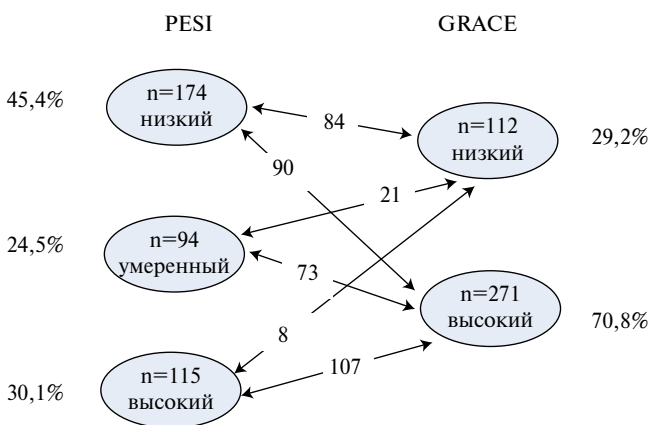 PESI GRACE
45,4%
n=174
низкий
84
n=112
низкий
29,2%
90
21
24,5%
n=94
умеренный
73
n=271
высокий
70,8%
8
30,1%
n=115
высокий
107